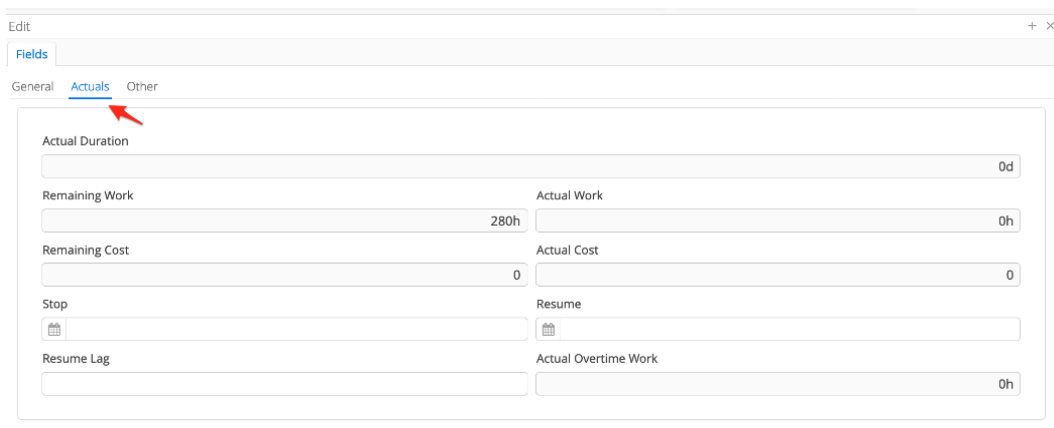 Edit
Fields
General Actuals Other
Actual Duration
0d
Remaining Work Actual Work
280h 0h
Remaining Cost Actual Cost
0 0
Stop Resume
Resume Lag Actual Overtime Work
0h